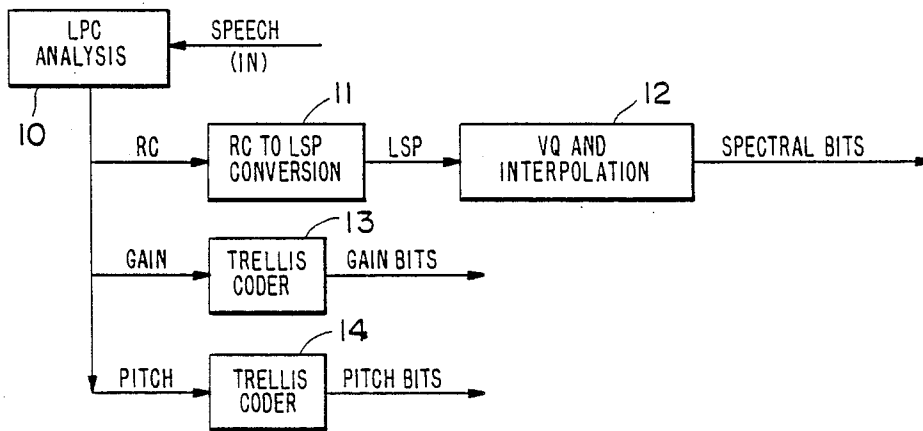 LPC
ANALYSIS
SPEECH
(IN)
10
11
12
RC
RC TO LSP
CONVERSION
LSP
VQ AND
INTERPOLATION
SPECTRAL BITS
13
GAIN
TRELLIS
CODER
GAIN BITS
14
PITCH
TRELLIS
CODER
PITCH BITS